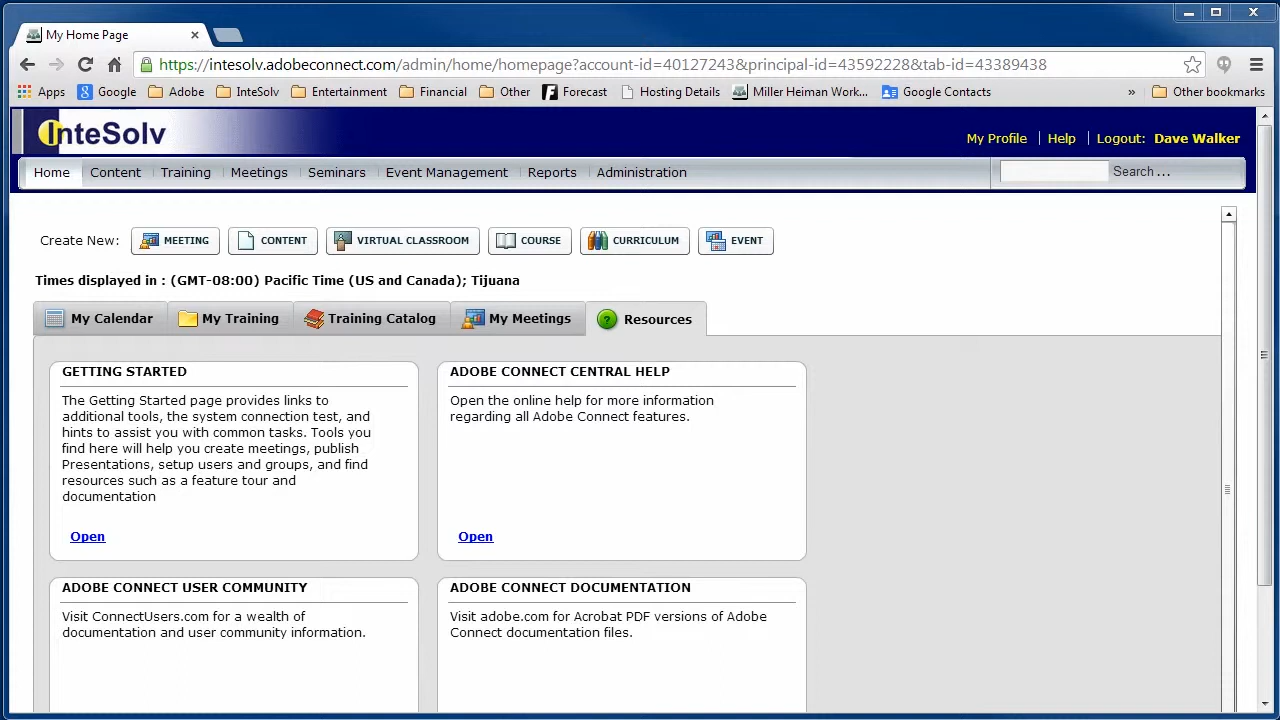 My Home Page
https://intesolv.adobeconnect.com/admin/home/homepage?account-id=40127243&principal-id=43592228&tab-id=43389438
Apps Google Adobe InteSolv Entertainment Financial Other Forecast Hosting Details Miller Heiman Work... Google Contacts » Other bookmarks
InteSolv
My Profile Help Logout: Dave Walker
Home Content Training Meetings Seminars Event Management Reports Administration Search ...
Create New: MEETING CONTENT VIRTUAL CLASSROOM COURSE CURRICULUM EVENT
Times displayed in : (GMT-08:00) Pacific Time (US and Canada); Tijuana
My Calendar My Training Training Catalog My Meetings Resources
GETTING STARTED
The Getting Started page provides links to
additional tools, the system connection test, and
hints to assist you with common tasks. Tools you
find here will help you create meetings, publish
Presentations, setup users and groups, and find
resources such as a feature tour and
documentation
Open
ADOBE CONNECT CENTRAL HELP
Open the online help for more information
regarding all Adobe Connect features.
Open
ADOBE CONNECT USER COMMUNITY
Visit ConnectUsers.com for a wealth of
documentation and user community information.
ADOBE CONNECT DOCUMENTATION
Visit adobe.com for Acrobat PDF versions of Adobe
Connect documentation files.